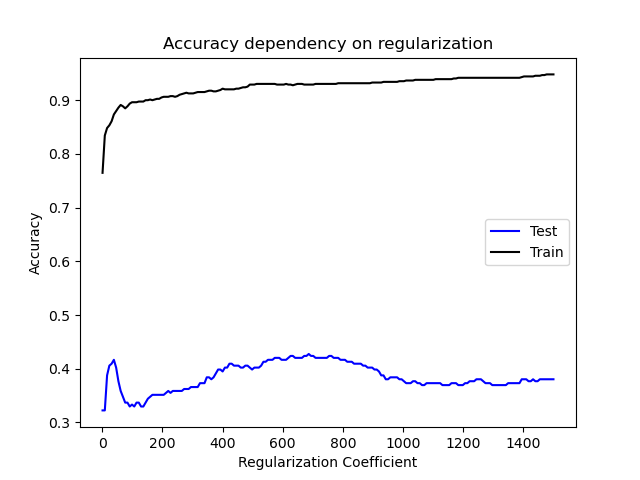 Accuracy dependency on regularization
Accuracy
0.9
0.8
0.7
0.6
0.5
0.4
0.3
Test
Train
0 200 400 600 800 1000 1200 1400
Regularization Coefficient